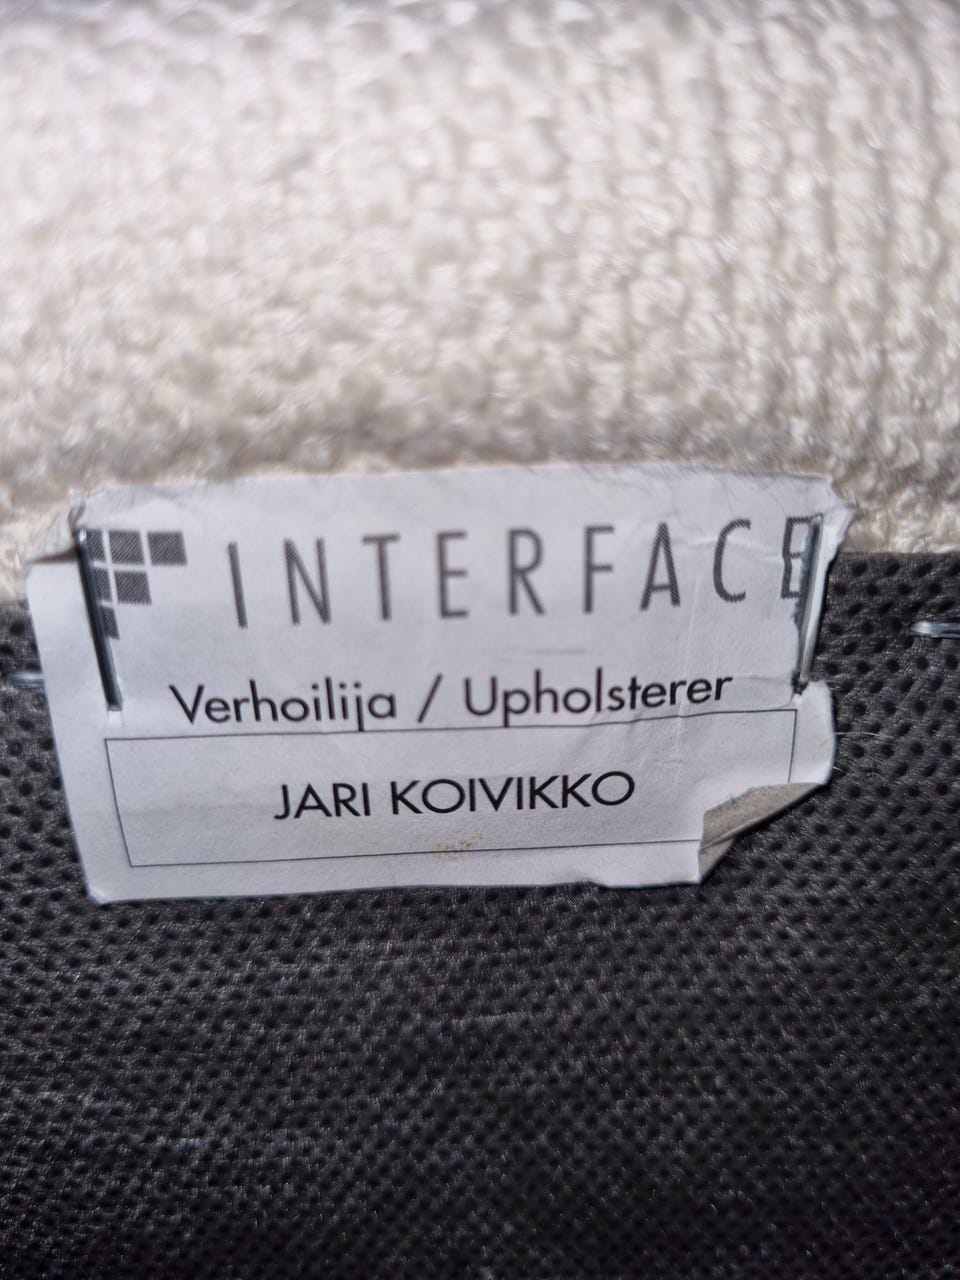 INTERFACE
Verhoilija / Upholsterer
JARI KOIVIKKO